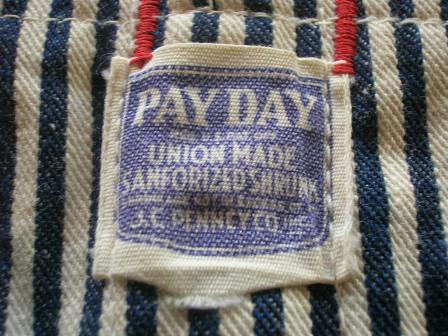 PAY DAY
UNION MADE
SANFORIZED SHRUNK
J.C. PENNEY CO.